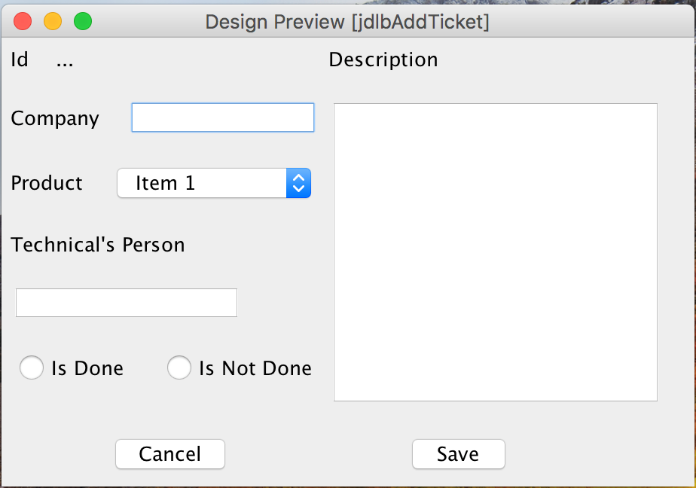 Design Preview [jdlbAddTicket]
Id ...
Description
Company
Product Item 1
Technical's Person
Is Done Is Not Done
Cancel Save